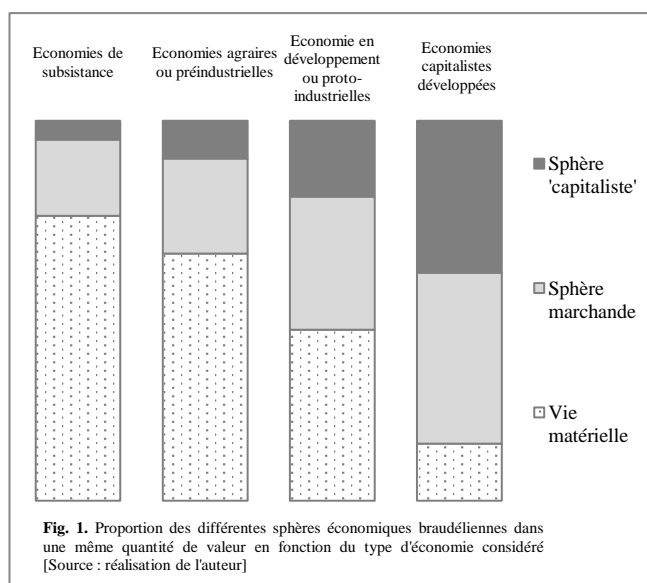 Economies de
subsistance
Economies agraires
ou préindustrielles
Economie en
développement
ou proto-
industrielles
Economies
capitalistes
développées
Sphère
'capitaliste'
Sphère
marchande
Vie
matérielle
Fig. 1. Proportion des différentes sphères économiques braudéliennes dans
une même quantité de valeur en fonction du type d'économie considéré
[Source : réalisation de l'auteur]